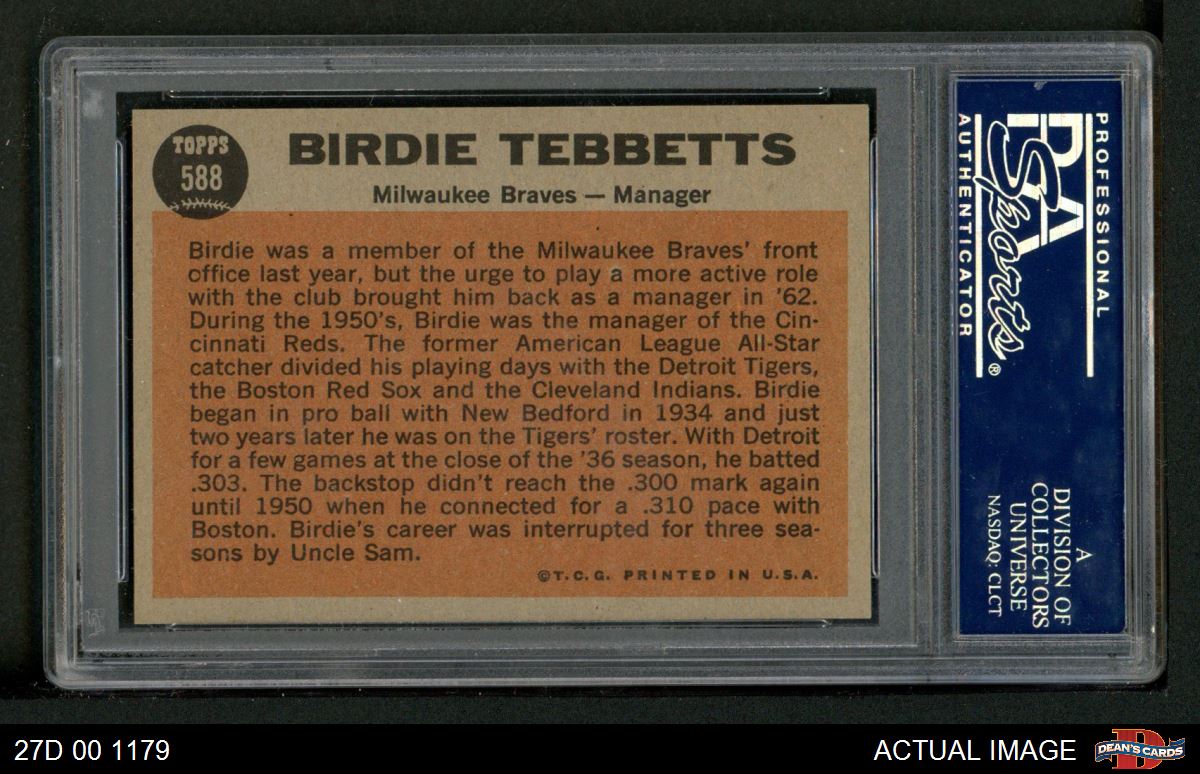 TOPPS
588
BIRDIE TEBBETTS
Milwaukee Braves — Manager
Birdie was a member of the Milwaukee Braves' front
office last year, but the urge to play a more active role
with the club brought him back as a manager in '62.
During the 1950's, Birdie was the manager of the Cin-
cinnati Reds. The former American League All-Star
catcher divided his playing days with the Detroit Tigers,
the Boston Red Sox and the Cleveland Indians. Birdie
began in pro ball with New Bedford in 1934 and just
two years later he was on the Tigers' roster. With Detroit
for a few games at the close of the '36 season, he batted
.303. The backstop didn't reach the .300 mark again
until 1950 when he connected for a .310 pace with
Boston. Birdie's career was interrupted for three sea-
sons by Uncle Sam.
©T.C.G. PRINTED IN U.S.A.
PROFESSIONAL
PSA
Sports®
AUTHENTICATOR
A
DIVISION OF
COLLECTORS
UNIVERSE
NASDAQ: CLCT
27D 00 1179
ACTUAL IMAGE
D
DEAN'S CARDS